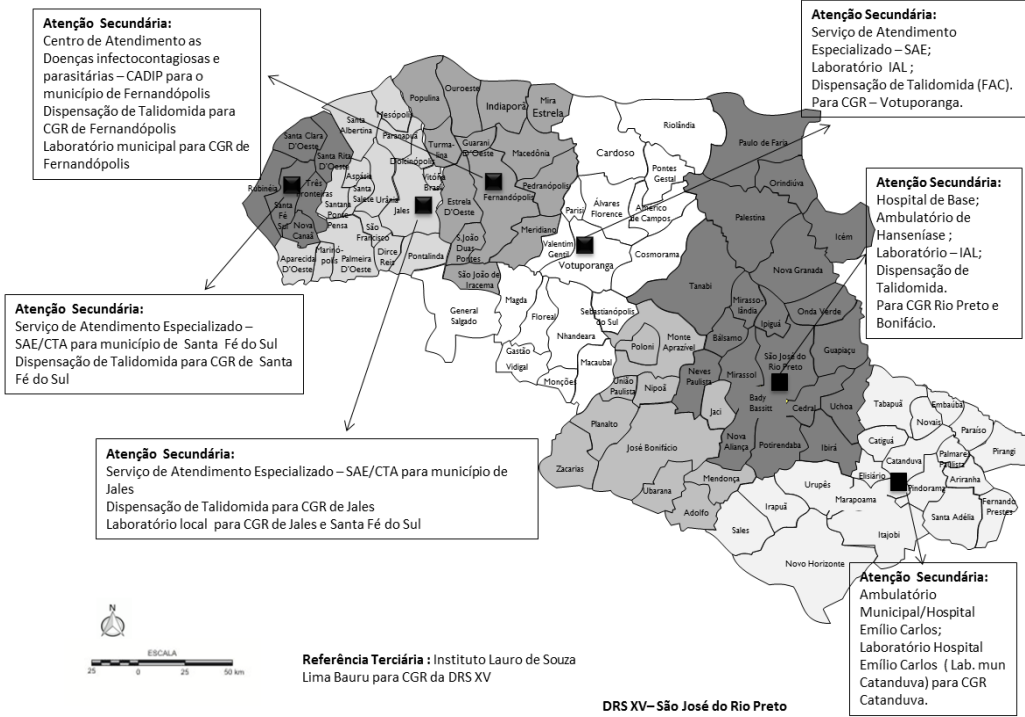 Atenção Secundária:
Centro de Atendimento as
Doenças infectocontagiosas e
parasitárias – CADIP para o
município de Fernandópolis
Dispensação de Talidomida para
CGR de Fernandópolis
Laboratório municipal para CGR de
Fernandópolis
Atenção Secundária:
Serviço de Atendimento
Especializado – SAE;
Laboratório IAL ;
Dispensação de Talidomida (FAC).
Para CGR – Votuporanga.
Atenção Secundária:
Hospital de Base;
Ambulatório de
Hanseníase ;
Laboratório – IAL;
Dispensação de
Talidomida.
Para CGR Rio Preto e
Bonifácio.
Atenção Secundária:
Serviço de Atendimento Especializado –
SAE/CTA para município de Santa Fé do Sul
Dispensação de Talidomida para CGR de Santa
Fé do Sul
Atenção Secundária:
Serviço de Atendimento Especializado – SAE/CTA para município de
Jales
Dispensação de Talidomida para CGR de Jales
Laboratório local para CGR de Jales e Santa Fé do Sul
Atenção Secundária:
Ambulatório
Municipal/Hospital
Emílio Carlos;
Laboratório Hospital
Emílio Carlos ( Lab. mun
Catanduva) para CGR
Catanduva.
Ouroeste
Populina
Indiaporã
Mira
Estrela
Mesópolis
Santa
Albertina
Paranapuã
Turma-
lina
Guarani
D'Oeste
Macedônia
Santa Clara
D'Oeste
Santa Rita
D'Oeste
Dolcinópolis
Vitória
Bras
Pedranópolis
Fernandópolis
Rubinéia
Três
Fronteiras
Aspásia
Santa
Salete
Urânia
Jales
Estrela
D'Oeste
Santa
Fé
Sul
Santana
Ponte
Pensa
Nova
Canaã
São
Francisco
S.João
Duas
Pontes
Meridiano
Aparecida
D'Oeste
Marinó-
polis
Palmeira
D'Oeste
Dirce
Reis
Pontalinda
São João de
Iracema
Riolândia
Cardoso
Pontes
Gestal
Parisi
Álvares
Florence
Américo
de Campos
Valentim
Gentil
Votuporanga
Cosmorama
General
Salgado
Magda
Floreal
Nhandeara
Sebastianópolis
do Sul
Gastão
Vidigal
Macaubal
Monções
Paulo de Faria
Orindiúva
Palestina
Icém
Nova Granada
Tanabi
Mirasso-
lândia
Onda Verde
Ipiguá
Bálsamo
Guapiaçu
São José do
Rio Preto
Mirassol
Neves
Paulista
Bady
Bassitt
Cedral
Uchoa
Nova
Aliança
Potirendaba
Ibirá
Poloni
Monte
Aprazível
União
Paulista
Nipoã
Jaci
Planalto
José Bonifácio
Zacarias
Ubarana
Mendonça
Adolfo
Tabapuã
Embaúba
Novais
Paraíso
Catiguá
Pirangi
Catanduva
Palmares
Paulista
Elisiário
Pindorama
Ariranha
Fernando
Prestes
Urupês
Marapoama
Irapuã
Santa Adélia
Sales
Itajobi
Novo Horizonte
N
ESCALA
25 0 25 50 km
Referência Terciária : Instituto Lauro de Souza
Lima Bauru para CGR da DRS XV
DRS XV– São José do Rio Preto